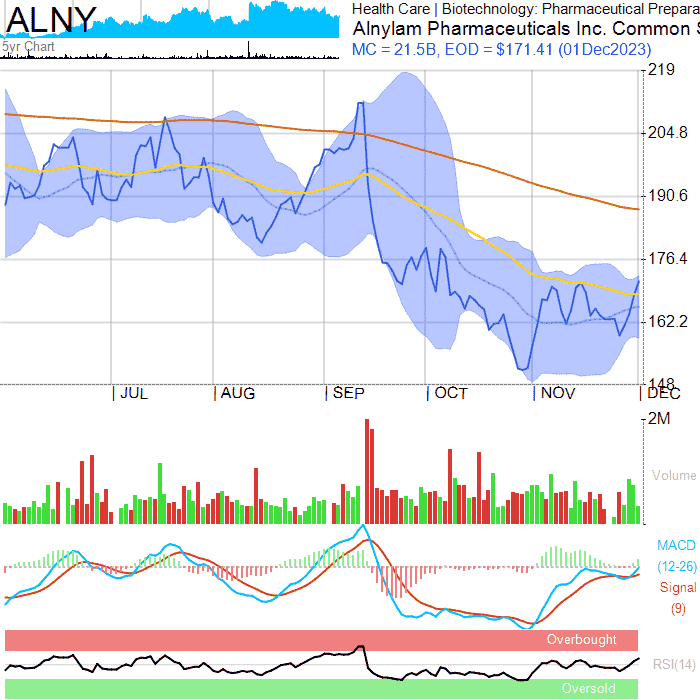 ALNY
5yr Chart
Health Care | Biotechnology: Pharmaceutical Prepara
Alnylam Pharmaceuticals Inc. Common S
MC = 21.5B, EOD = $171.41 (01Dec2023)
219
204.8
190.6
176.4
162.2
148
JUL AUG SEP OCT NOV DEC
2M
Volume
MACD
(12-26)
Signal
(9)
Overbought
RSI(14)
Oversold